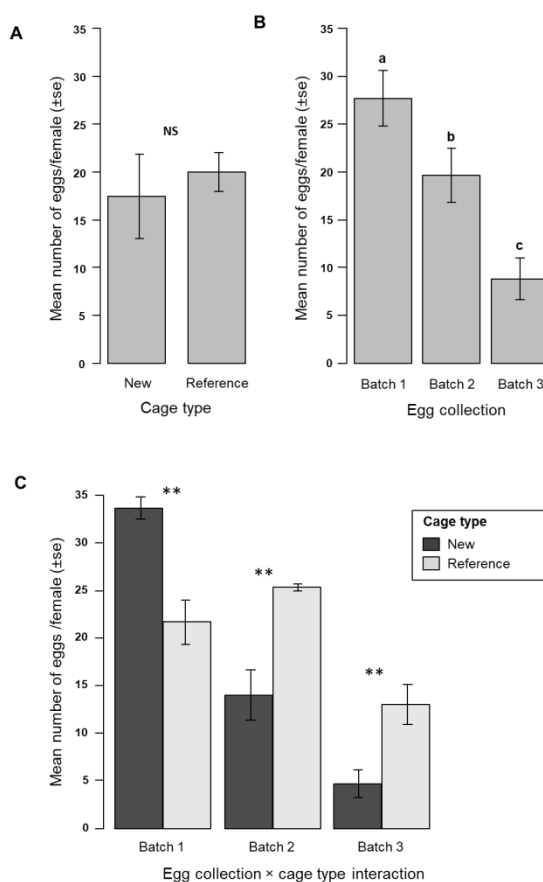 A
Mean number of eggs/female (±se)
35
30
25
20
15
10
5
0
NS
New Reference
Cage type
B
Mean number of eggs/female (±se)
35
30
25
20
15
10
5
0
a
b
c
Batch 1 Batch 2 Batch 3
Egg collection
C
Mean number of eggs /female (±se)
35
30
25
20
15
10
5
0
**
**
**
Cage type
New
Reference
Batch 1 Batch 2 Batch 3
Egg collection × cage type interaction